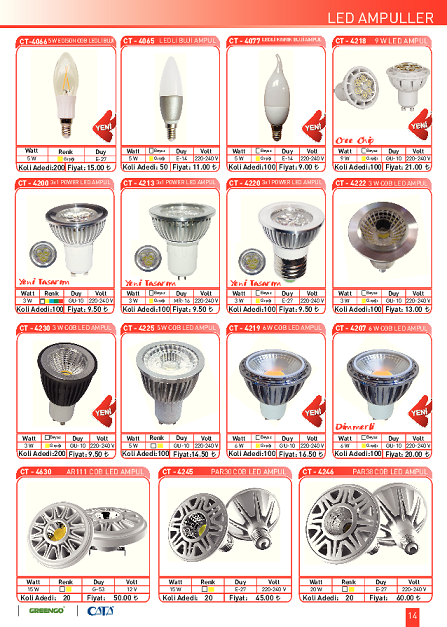 LED AMPULLER
CT - 4066 5W EDISON COB LEDLİ BUJİ
YENİ
Watt Renk Duy
5 W Günışığı E-27
Koli Adedi:200 Fiyat: 15.00 ₺
CT - 4065 LEDLİ BUJİ AMPUL
Watt Beyaz Duy Volt
5 W Günışığı E-14 220-240 V
Koli Adedi: 50 Fiyat: 11.00 ₺
CT - 4077 LEDLİ KIVRIK BUJİ AMPUL
YENİ
Watt Beyaz Duy Volt
5 W Günışığı E-14 220-240 V
Koli Adedi:100 Fiyat: 9.00 ₺
CT - 4218 9 W LED AMPUL
Cree Chip
YENİ
Watt Beyaz Duy Volt
9 W Günışığı GU-10 220-240 V
Koli Adedi:100 Fiyat: 21.00 ₺
CT - 4200 3x1 POWER LED AMPUL
Yeni Tasarım
Watt Renk Duy Volt
3 W GU-10 220-240 V
Koli Adedi:100 Fiyat: 9.50 ₺
CT - 4213 3x1 POWER LED AMPUL
Yeni Tasarım
Watt Beyaz Duy Volt
3 W Günışığı MR-16 220-240 V
Koli Adedi:100 Fiyat: 9.50 ₺
CT - 4220 3x1 POWER LED AMPUL
Yeni Tasarım
Watt Beyaz Duy Volt
3 W Günışığı E-27 220-240 V
Koli Adedi:100 Fiyat: 9.50 ₺
CT - 4222 3 W COB LED AMPUL
Watt Beyaz Duy Volt
3 W Günışığı GU-10 220-240 V
Koli Adedi:100 Fiyat: 13.00 ₺
CT - 4230 3 W COB LED AMPUL
YENİ
Watt Beyaz Duy Volt
3 W Günışığı GU-10 220-240 V
Koli Adedi:200 Fiyat: 9.50 ₺
CT - 4225 5W COB LED AMPUL
Watt Renk Duy Volt
5 W GU-10 220-240 V
Koli Adedi:100 Fiyat:14.50 ₺
CT - 4219 6 W COB LED AMPUL
YENİ
Watt Beyaz Duy Volt
6 W Günışığı GU-10 220-240 V
Koli Adedi:100 Fiyat:16.50 ₺
CT - 4207 6 W COB LED AMPUL
Dimmerli
YENİ
Watt Beyaz Duy Volt
6 W Günışığı GU-10 220-240 V
Koli Adedi:100 Fiyat: 20.00 ₺
CT - 4630 AR111 COB LED AMPUL
Watt Renk Duy Volt
15 W G-53 12 V
Koli Adedi: 20 Fiyat: 50.00 ₺
CT - 4245 PAR30 COB LED AMPUL
Watt Renk Duy Volt
15 W E-27 220-240 V
Koli Adedi: 20 Fiyat: 45.00 ₺
CT - 4246 PAR38 COB LED AMPUL
Watt Renk Duy Volt
20 W E-27 220-240 V
Koli Adedi: 20 Fiyat: 60.00 ₺
GREENGO CATA
14